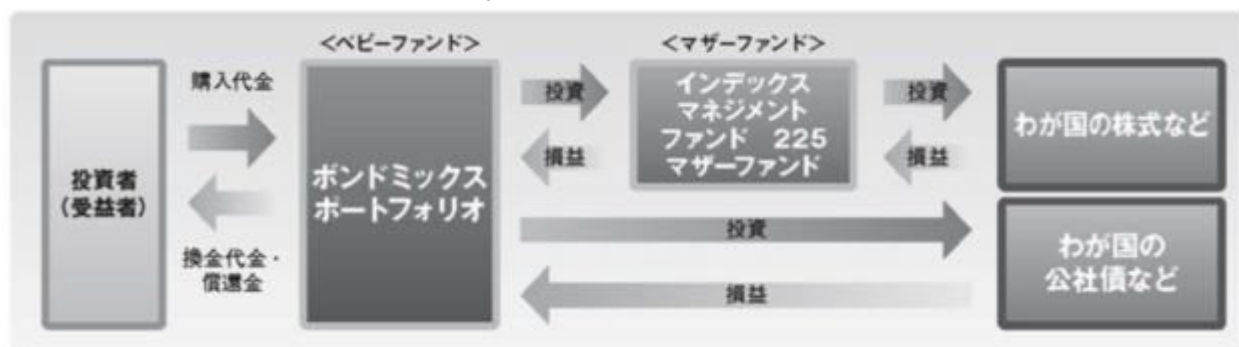 <ベビーファンド>
<マザーファンド>
投資者
(受益者)
購入代金
換金代金・
償還金
ボンドミックス
ポートフォリオ
投資
損益
インデックス
マネジメント
ファンド 225
マザーファンド
投資
損益
わが国の株式など
投資
損益
わが国の
公社債など